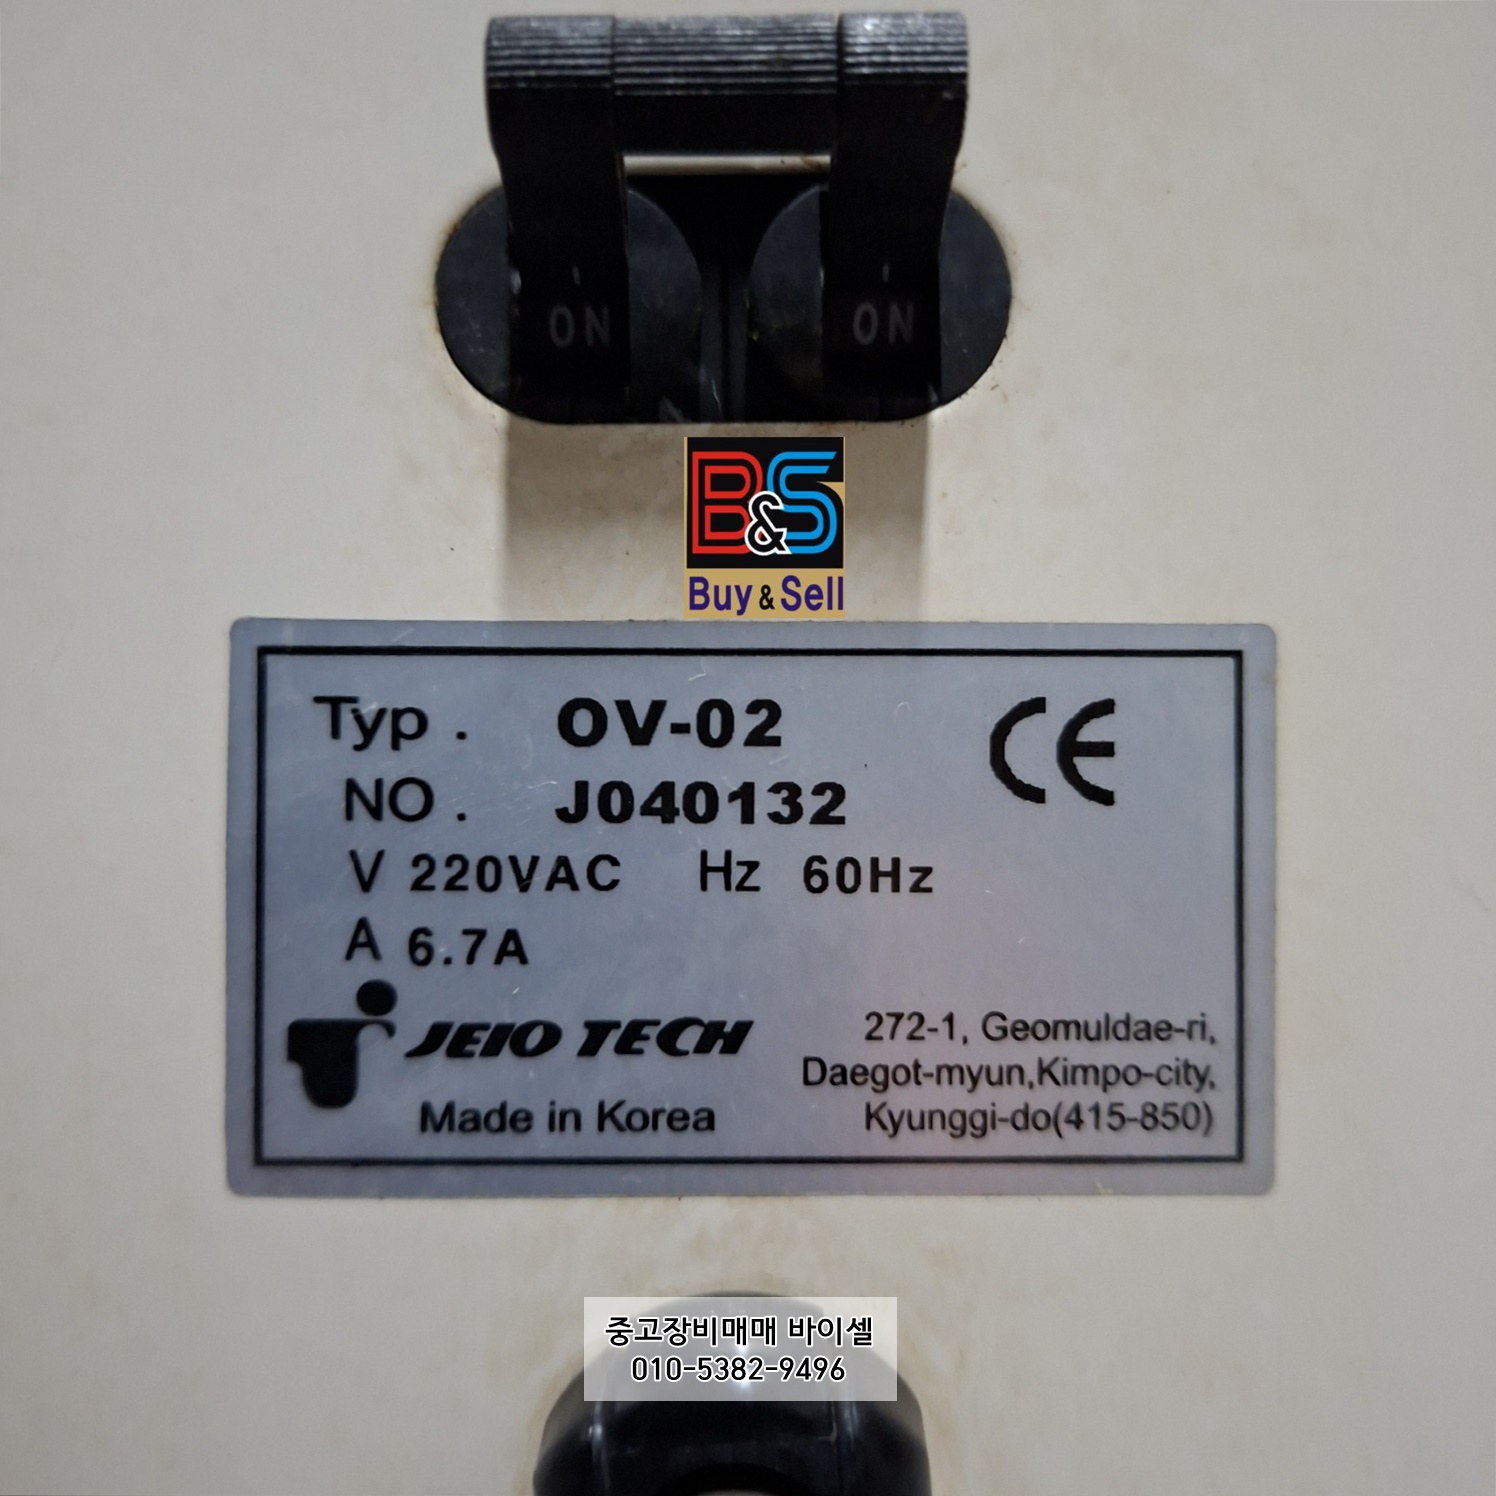 ON ON
B&S
Buy & Sell
Typ. OV-02
CE
NO. J040132
V 220VAC Hz 60Hz
A 6.7A
JEIO TECH
Made in Korea
272-1, Geomuldae-ri,
Daegot-myun,Kimpo-city,
Kyunggi-do(415-850)
중고장비매매 바이셀
010-5382-9496